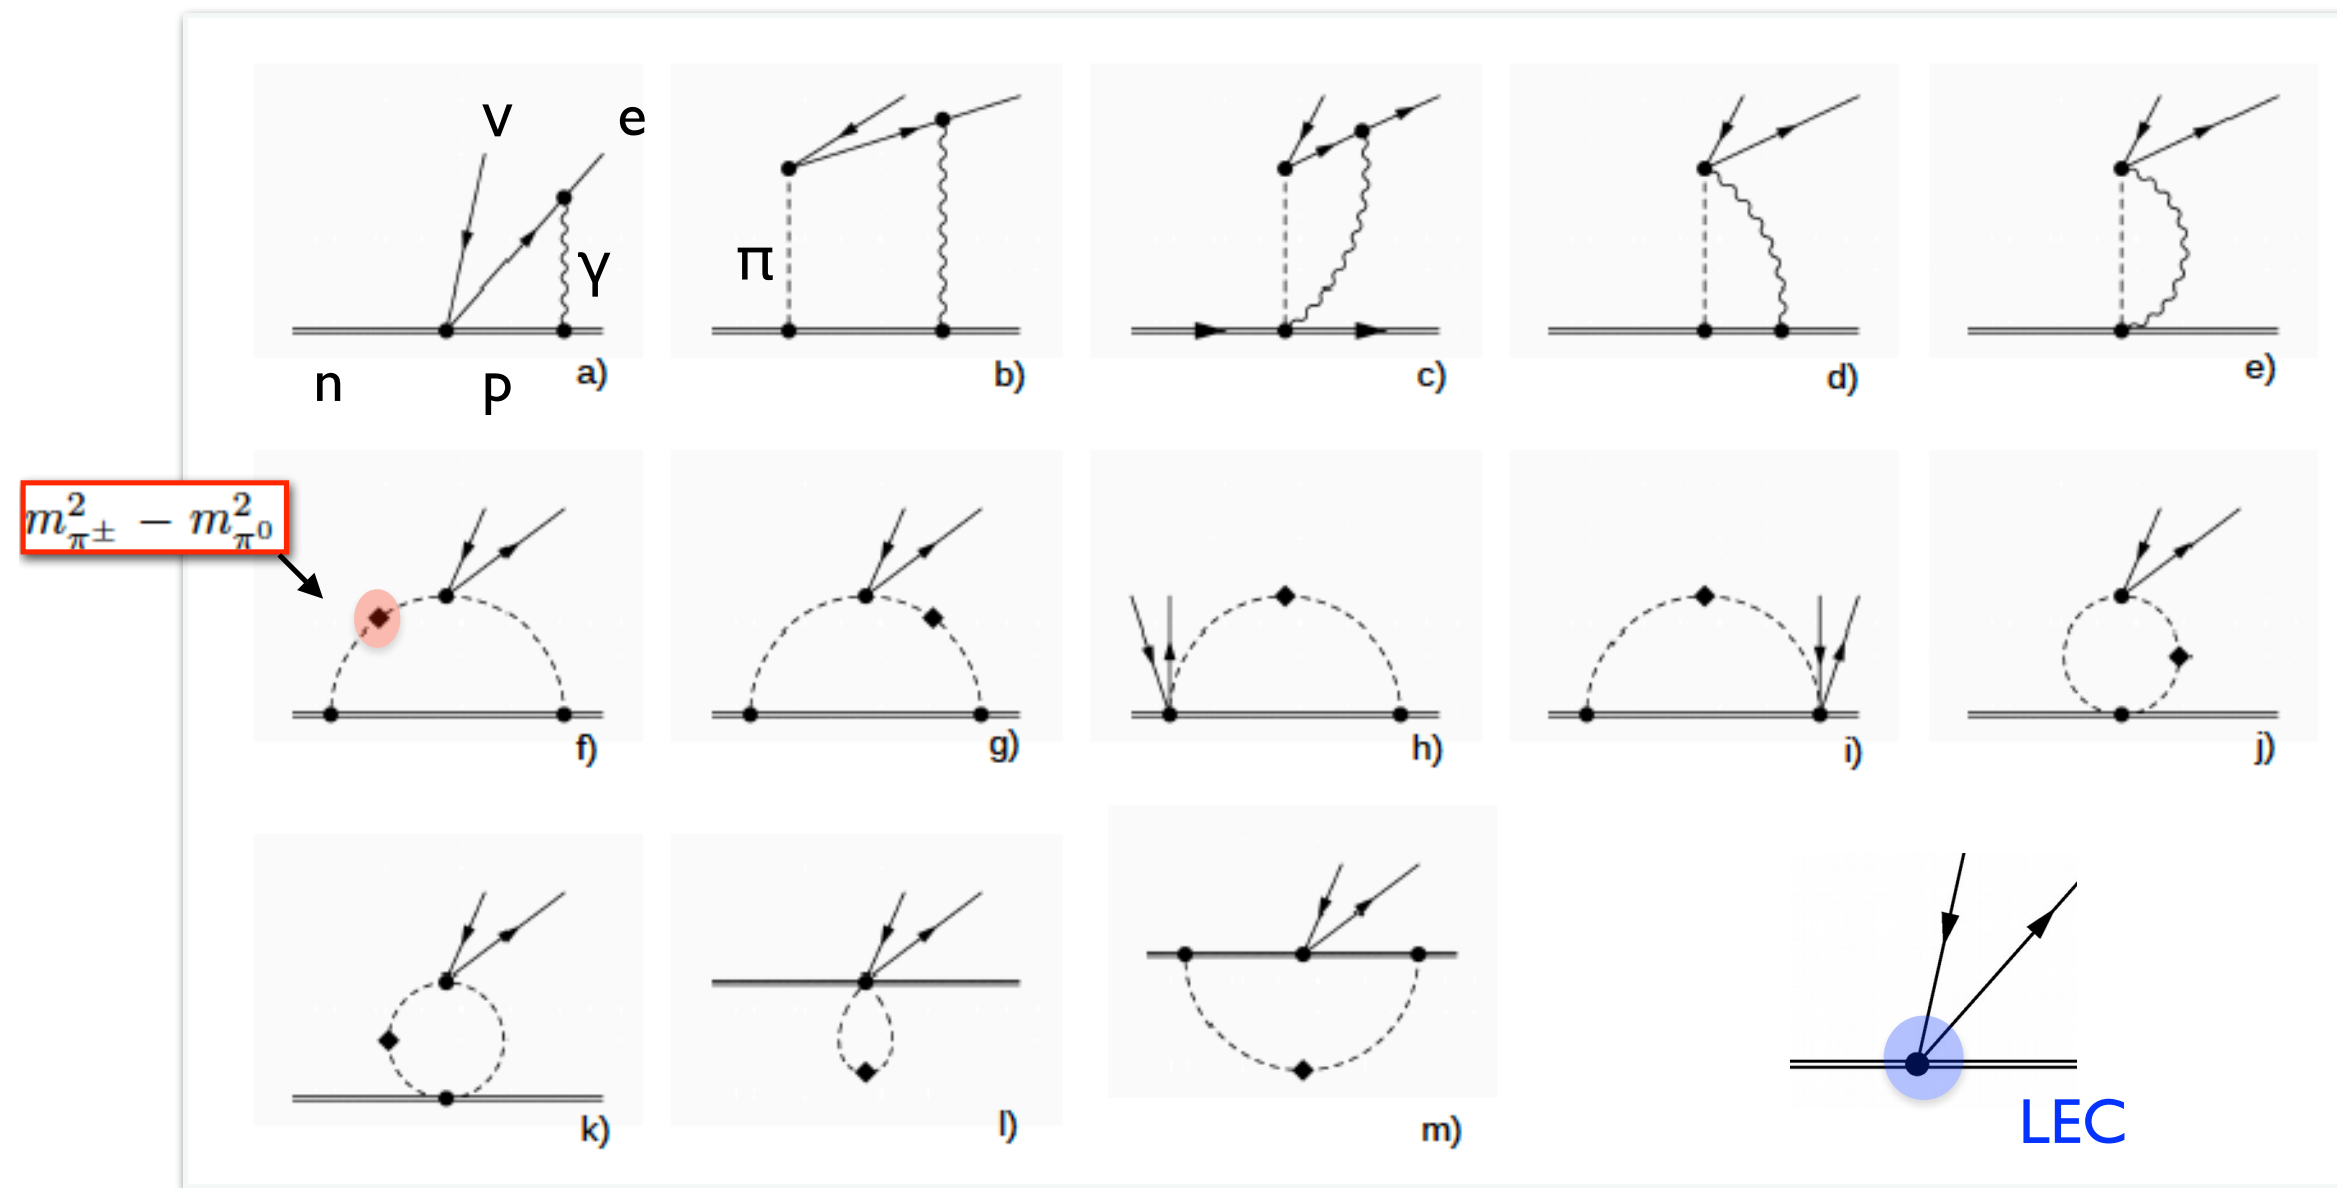 ν e
γ
π
n p a) b) c) d) e)
$m^2_{\pi^\pm} - m^2_{\pi^0}$
f) g) h) i) j)
k) l) m)
LEC